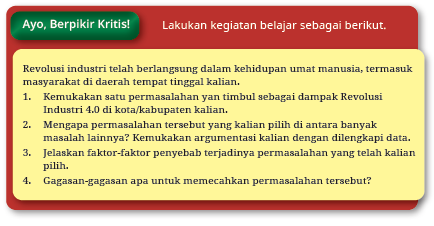 Ayo, Berpikir Kritis!
Lakukan kegiatan belajar sebagai berikut.
Revolusi industri telah berlangsung dalam kehidupan umat manusia, termasuk
masyarakat di daerah tempat tinggal kalian.
1. Kemukakan satu permasalahan yan timbul sebagai dampak Revolusi
Industri 4.0 di kota/kabupaten kalian.
2. Mengapa permasalahan tersebut yang kalian pilih di antara banyak
masalah lainnya? Kemukakan argumentasi kalian dengan dilengkapi data.
3. Jelaskan faktor-faktor penyebab terjadinya permasalahan yang telah kalian
pilih.
4. Gagasan-gagasan apa untuk memecahkan permasalahan tersebut?